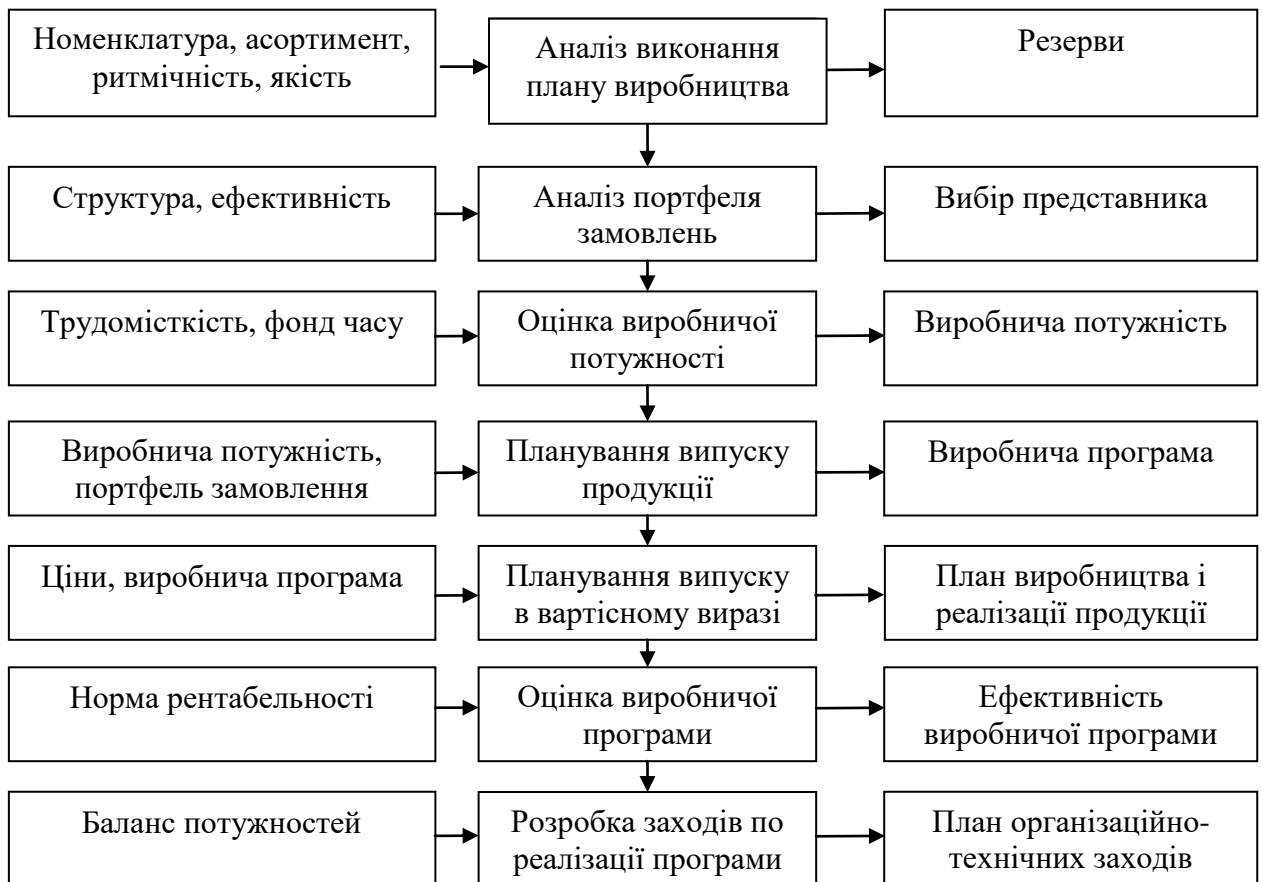 Номенклатура, асортимент,
ритмічність, якість
Аналіз виконання
плану виробництва
Резерви
Структура, ефективність
Аналіз портфеля
замовлень
Вибір представника
Трудомісткість, фонд часу
Оцінка виробничої
потужності
Виробнича потужність
Виробнича потужність,
портфель замовлення
Планування випуску
продукції
Виробнича програма
Ціни, виробнича програма
Планування випуску
в вартісному виразі
План виробництва і
реалізації продукції
Норма рентабельності
Оцінка виробничої
програми
Ефективність
виробничої програми
Баланс потужностей
Розробка заходів по
реалізації програми
План організаційно-
технічних заходів